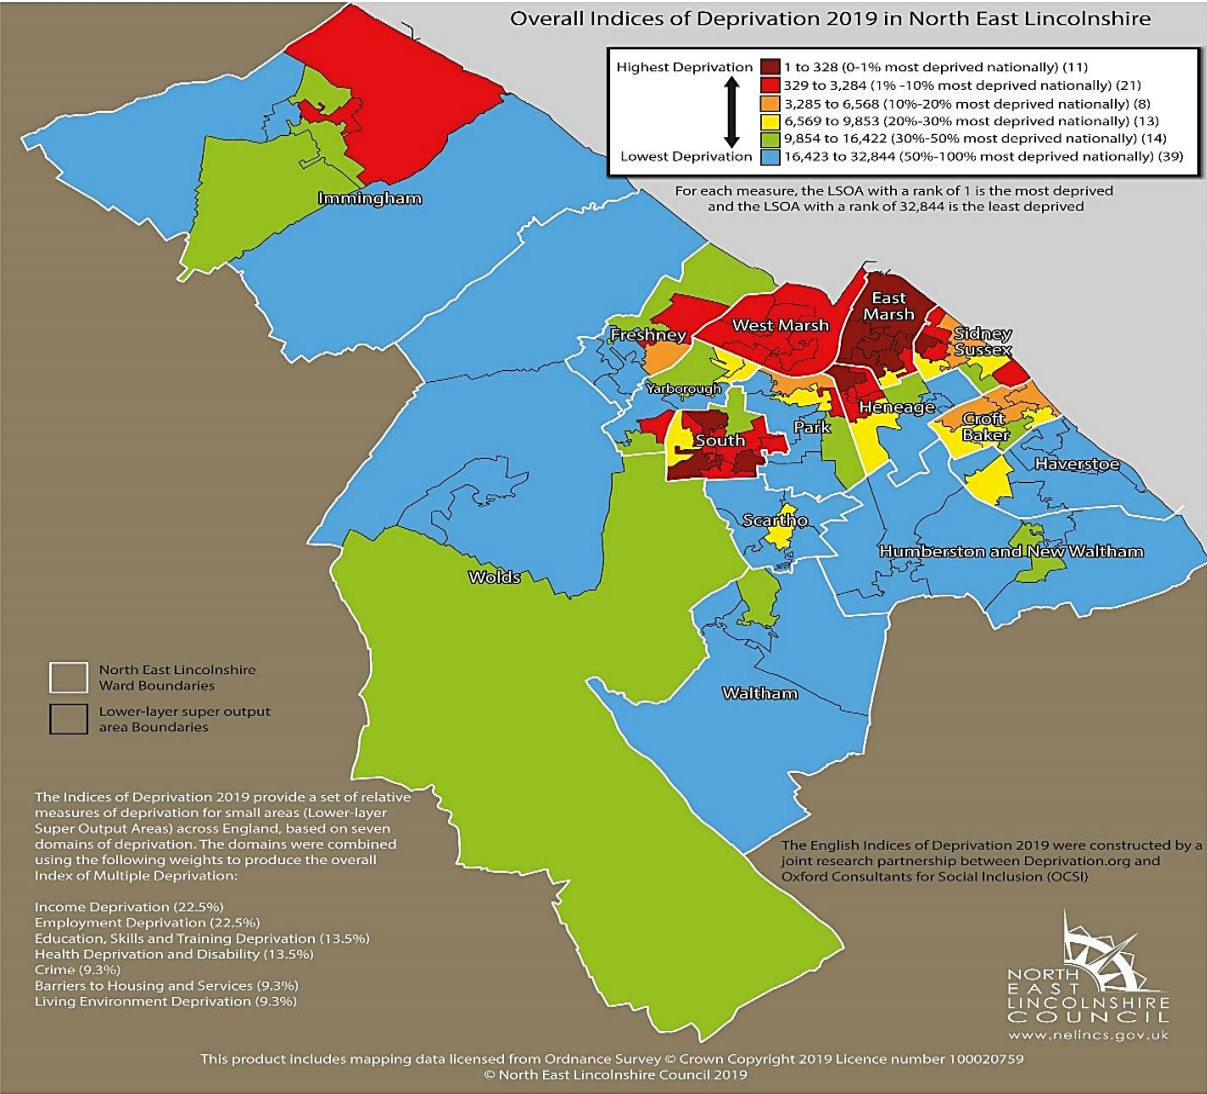 Overall Indices of Deprivation 2019 in North East Lincolnshire
Highest Deprivation
Lowest Deprivation
1 to 328 (0-1% most deprived nationally) (11)
329 to 3,284 (1% -10% most deprived nationally) (21)
3,285 to 6,568 (10%-20% most deprived nationally) (8)
6,569 to 9,853 (20%-30% most deprived nationally) (13)
9,854 to 16,422 (30%-50% most deprived nationally) (14)
16,423 to 32,844 (50%-100% most deprived nationally) (39)
For each measure, the LSOA with a rank of 1 is the most deprived
and the LSOA with a rank of 32,844 is the least deprived
Immingham
East
Marsh
West Marsh
Freshney
Sidney
Sussex
Yarborough
Heneage
Croft
Baker
Park
South
Haverstoe
Scartho
Humberston and New Waltham
Wolds
Waltham
North East Lincolnshire
Ward Boundaries
Lower-layer super output
area Boundaries
The Indices of Deprivation 2019 provide a set of relative
measures of deprivation for small areas (Lower-layer
Super Output Areas) across England, based on seven
domains of deprivation. The domains were combined
using the following weights to produce the overall
Index of Multiple Deprivation:
Income Deprivation (22.5%)
Employment Deprivation (22.5%)
Education, Skills and Training Deprivation (13.5%)
Health Deprivation and Disability (13.5%)
Crime (9.3%)
Barriers to Housing and Services (9.3%)
Living Environment Deprivation (9.3%)
The English Indices of Deprivation 2019 were constructed by a
joint research partnership between Deprivation.org and
Oxford Consultants for Social Inclusion (OCSI)
NORTH
EAST
LINCOLNSHIRE
COUNCIL
www.nelincs.gov.uk
This product includes mapping data licensed from Ordnance Survey © Crown Copyright 2019 Licence number 100020759
© North East Lincolnshire Council 2019